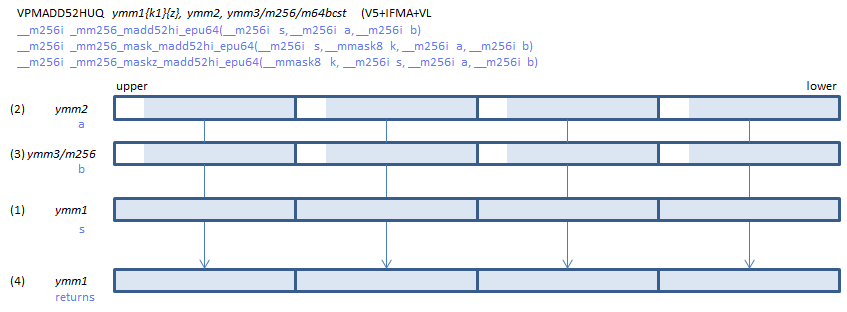 VPMADD52HUQ ymm1{k1}{z}, ymm2, ymm3/m256/m64bcst (V5+IFMA+VL
__m256i _mm256_madd52hi_epu64(__m256i s, __m256i a, __m256i b)
__m256i _mm256_mask_madd52hi_epu64(__m256i s, __mmask8 k, __m256i a, __m256i b)
__m256i _mm256_maskz_madd52hi_epu64(__mmask8 k, __m256i s, __m256i a, __m256i b)
upper lower
(2) ymm2
a
(3) ymm3/m256
b
(1) ymm1
s
(4) ymm1
returns